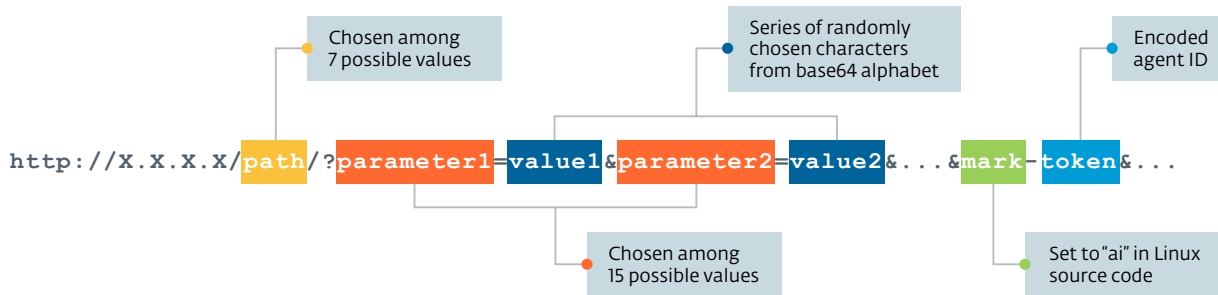 Chosen among
7 possible values
Series of randomly
chosen characters
from base64 alphabet
Encoded
agent ID
http://X.X.X.X/path/?parameter1=value1&parameter2=value2&...&mark-token&...
Chosen among
15 possible values
Set to "ai" in Linux
source code